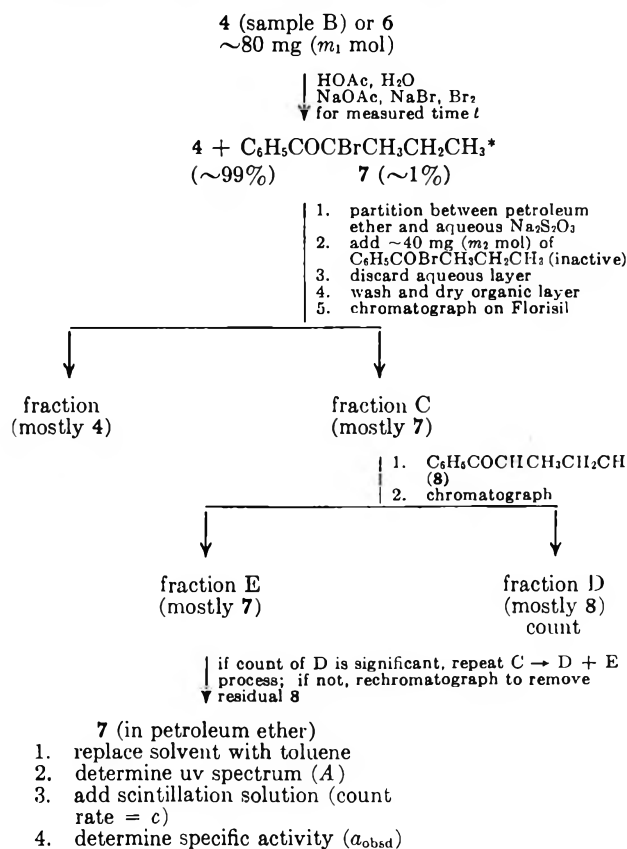 4 (sample B) or 6
~80 mg (m₁ mol)
HOAc, H₂O
NaOAc, NaBr, Br₂
for measured time t
4 + C₆H₅COCBrCH₃CH₂CH₃*
(~99%) 7 (~1%)
1. partition between petroleum
ether and aqueous Na₂S₂O₃
2. add ~40 mg (m₂ mol) of
C₆H₅COBrCH₃CH₂CH₃ (inactive)
3. discard aqueous layer
4. wash and dry organic layer
5. chromatograph on Florisil
fraction
(mostly 4)
fraction C
(mostly 7)
1. C₆H₅COCHCH₃CH₂CH
(8)
2. chromatograph
fraction E
(mostly 7)
fraction D
(mostly 8)
count
if count of D is significant, repeat C → D + E
process; if not, rechromatograph to remove
residual 8
7 (in petroleum ether)
1. replace solvent with toluene
2. determine uv spectrum (A)
3. add scintillation solution (count
rate = c)
4. determine specific activity (a_obsd)